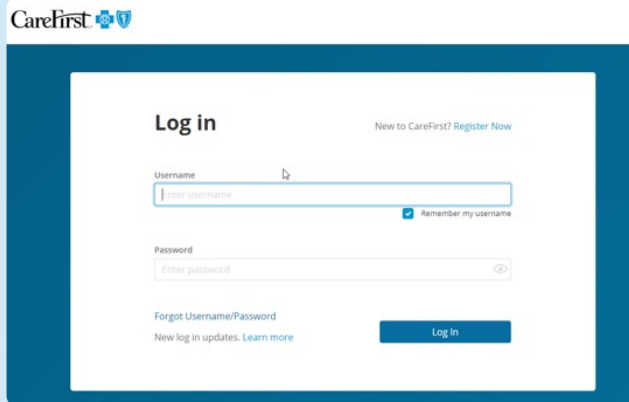 CareFirst
Log in
New to CareFirst? Register Now
Username
Enter username
Remember my username
Password
Enter password
Forgot Username/Password
New log in updates. Learn more
Log In